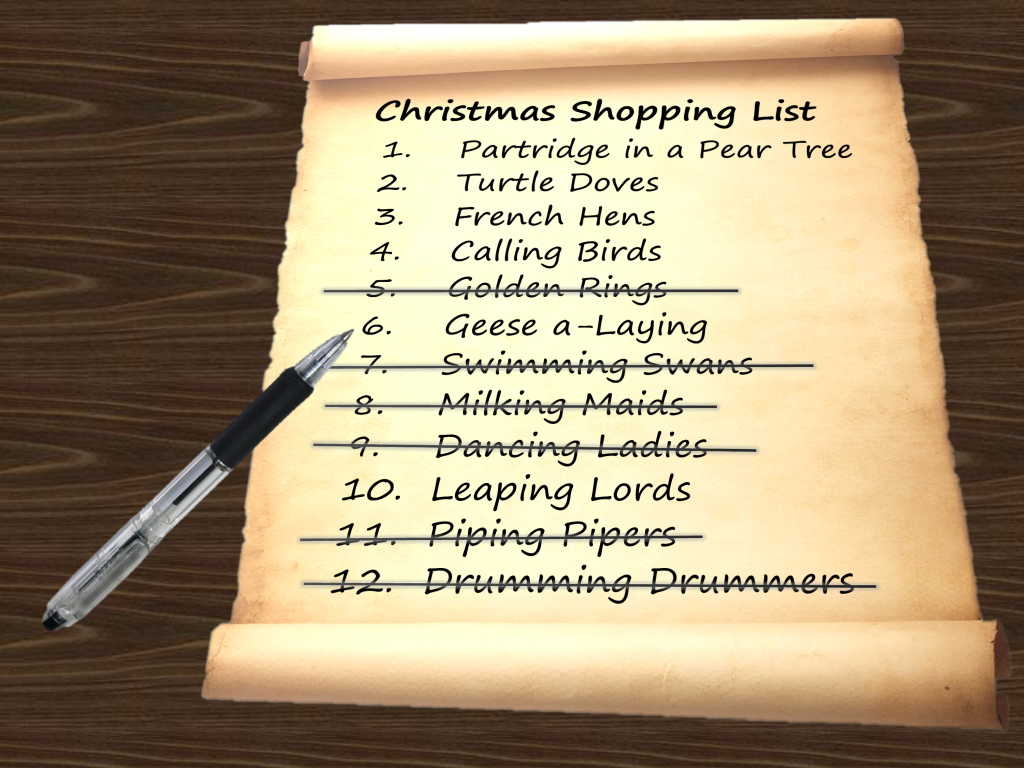 Christmas Shopping List
1. Partridge in a Pear Tree
2. Turtle Doves
3. French Hens
4. Calling Birds
5. Golden Rings
6. Geese a-Laying
7. Swimming Swans
8. Milking Maids
9. Dancing Ladies
10. Leaping Lords
11. Piping Pipers
12. Drumming Drummers